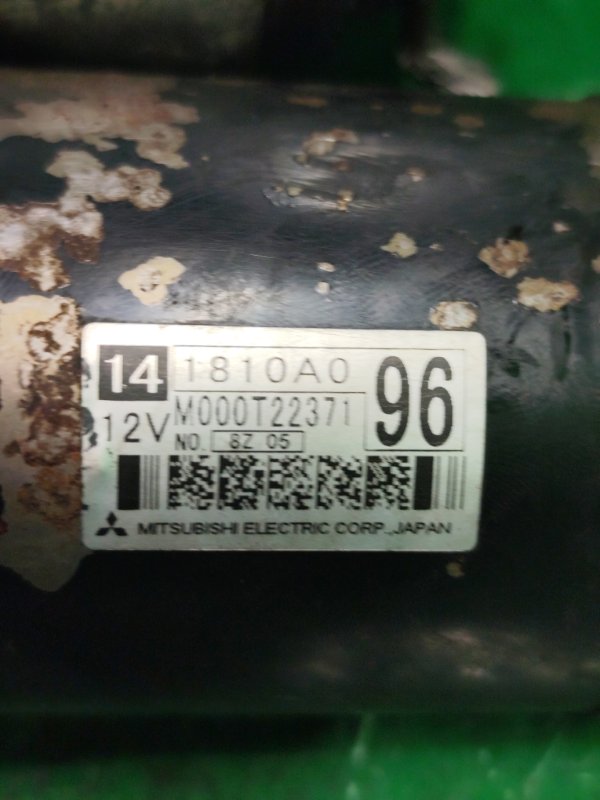 14 1810A0 96
12V M000T22371
NO. 8Z 05
MITSUBISHI ELECTRIC CORP., JAPAN